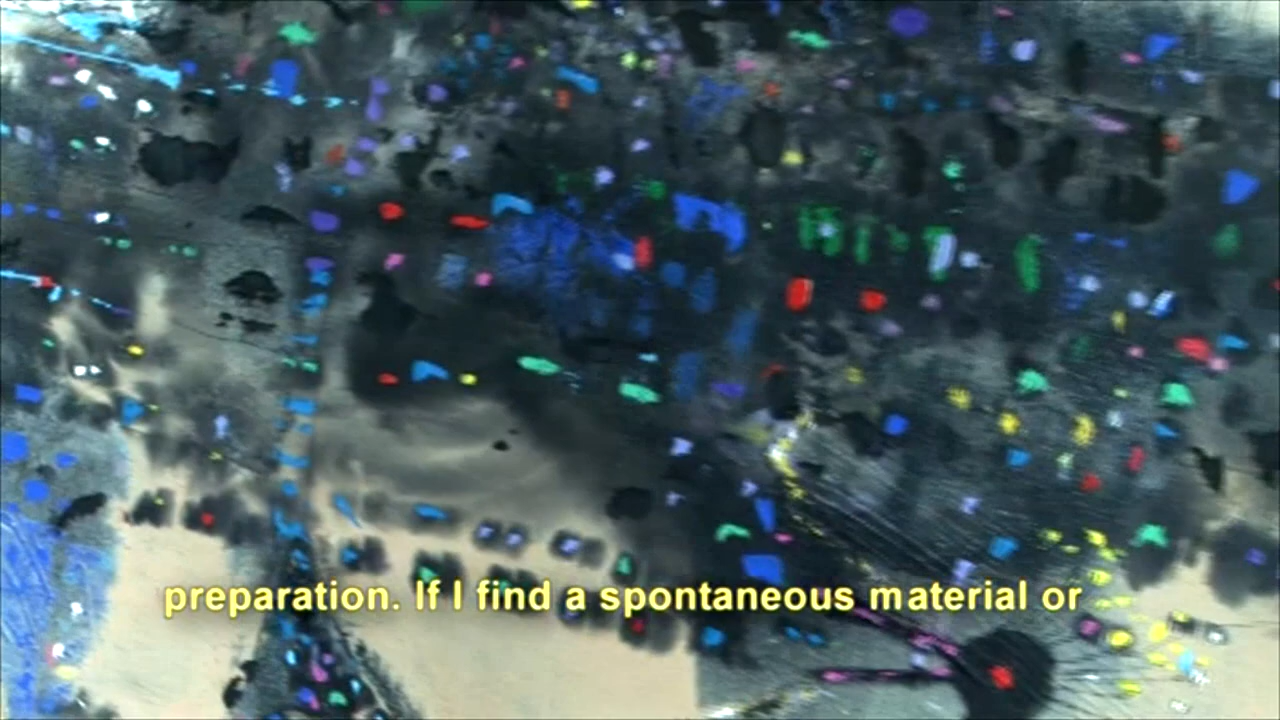 preparation. If I find a spontaneous material or